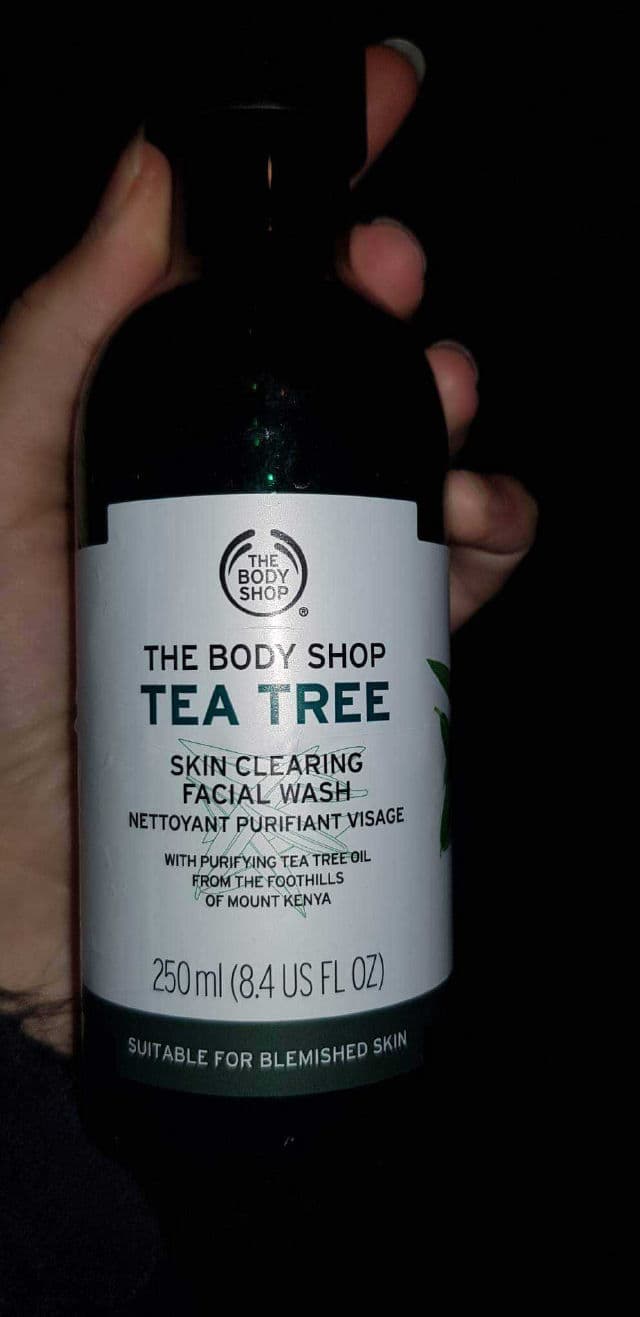 THE
BODY
SHOP
®
THE BODY SHOP
TEA TREE
SKIN CLEARING
FACIAL WASH
NETTOYANT PURIFIANT VISAGE
WITH PURIFYING TEA TREE OIL
FROM THE FOOTHILLS
OF MOUNT KENYA
250 ml (8.4 US FL OZ)
SUITABLE FOR BLEMISHED SKIN